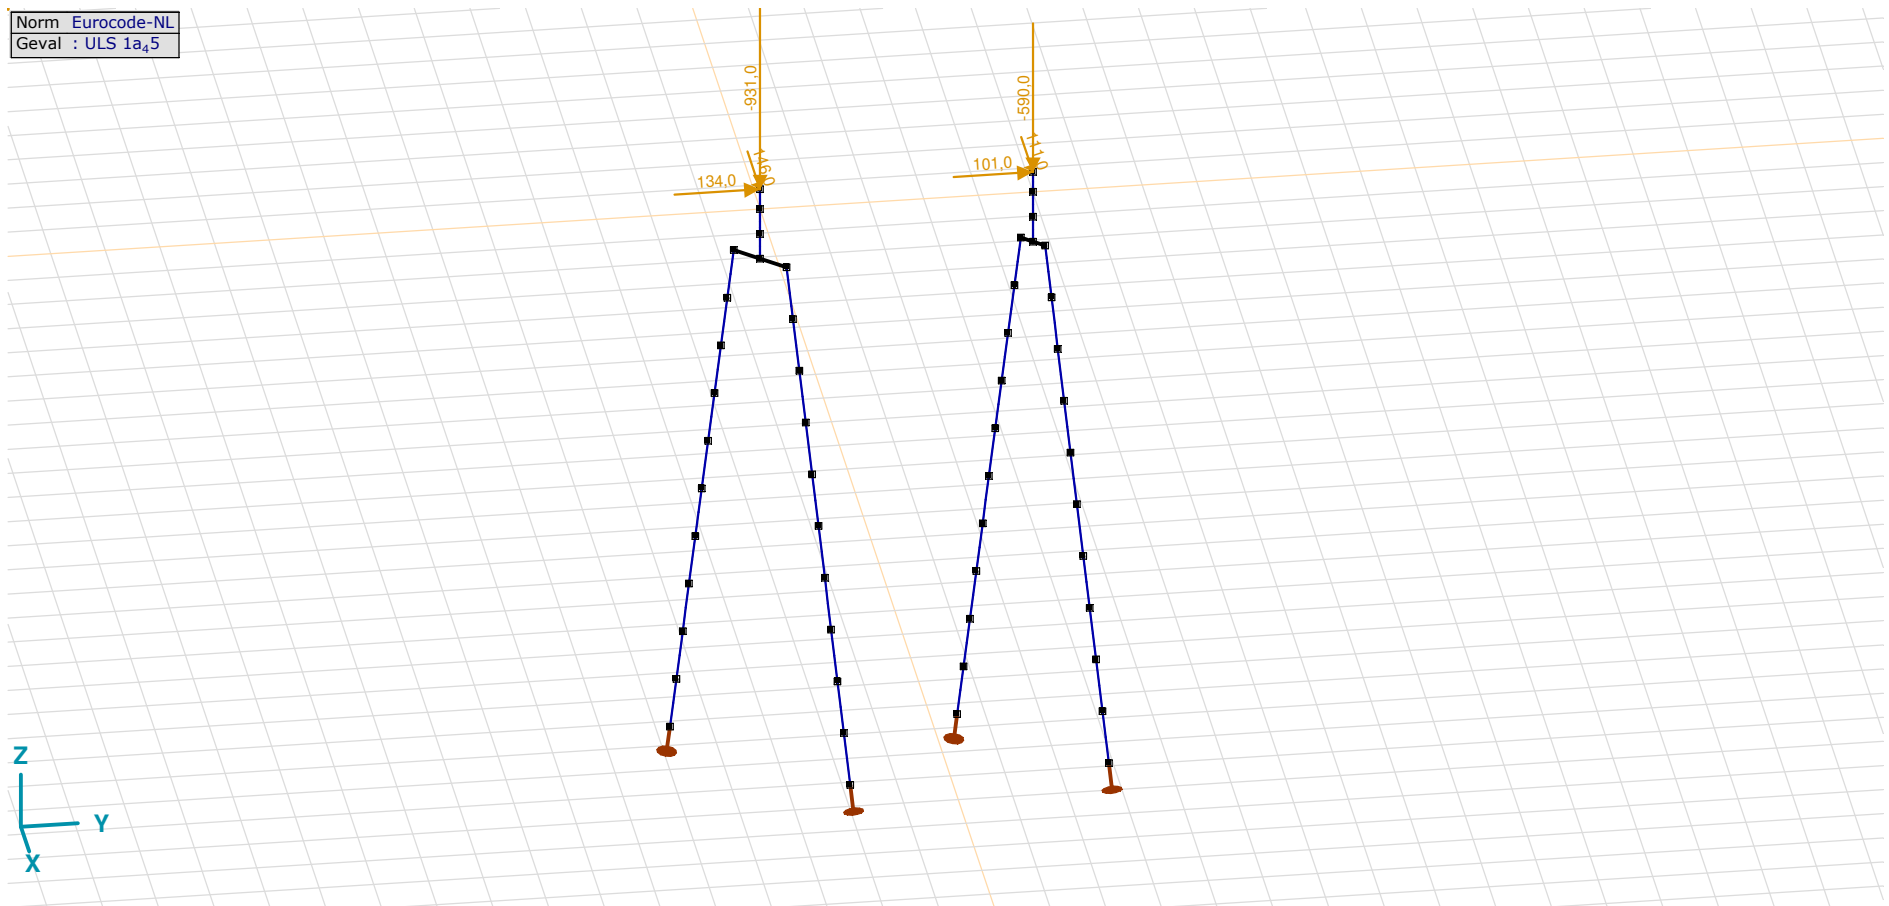 Norm Eurocode-NL
Geval : ULS 1a₄5
-931,0
-590,0
134,0
101,0
Z
Y
X